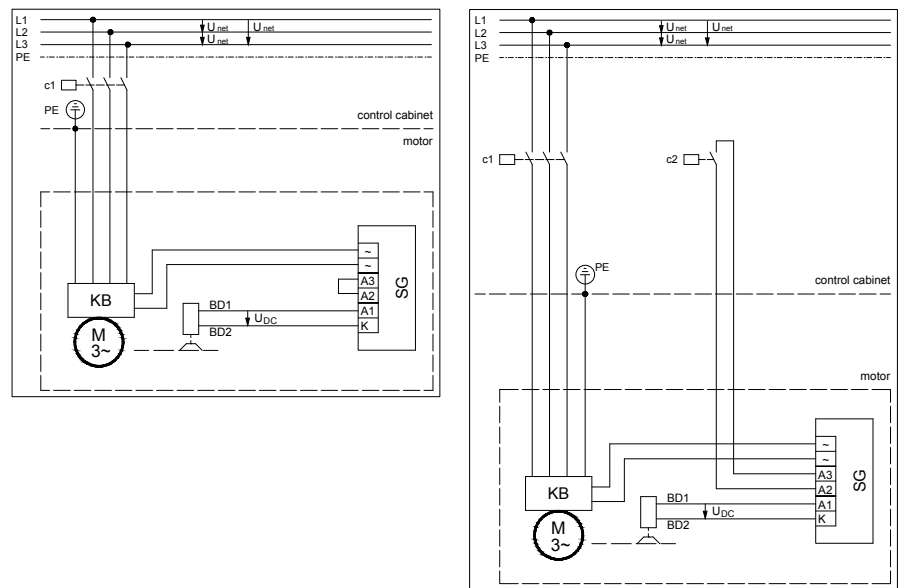 L1
L2
L3
PE
U net
U net
U net
c1
PE
control cabinet
motor
~
~
A3
A2
A1
K
SG
KB
M
3~
BD1
BD2
UDC
L1
L2
L3
PE
U net
U net
U net
c1
c2
PE
control cabinet
motor
~
~
A3
A2
A1
K
SG
KB
M
3~
BD1
BD2
UDC